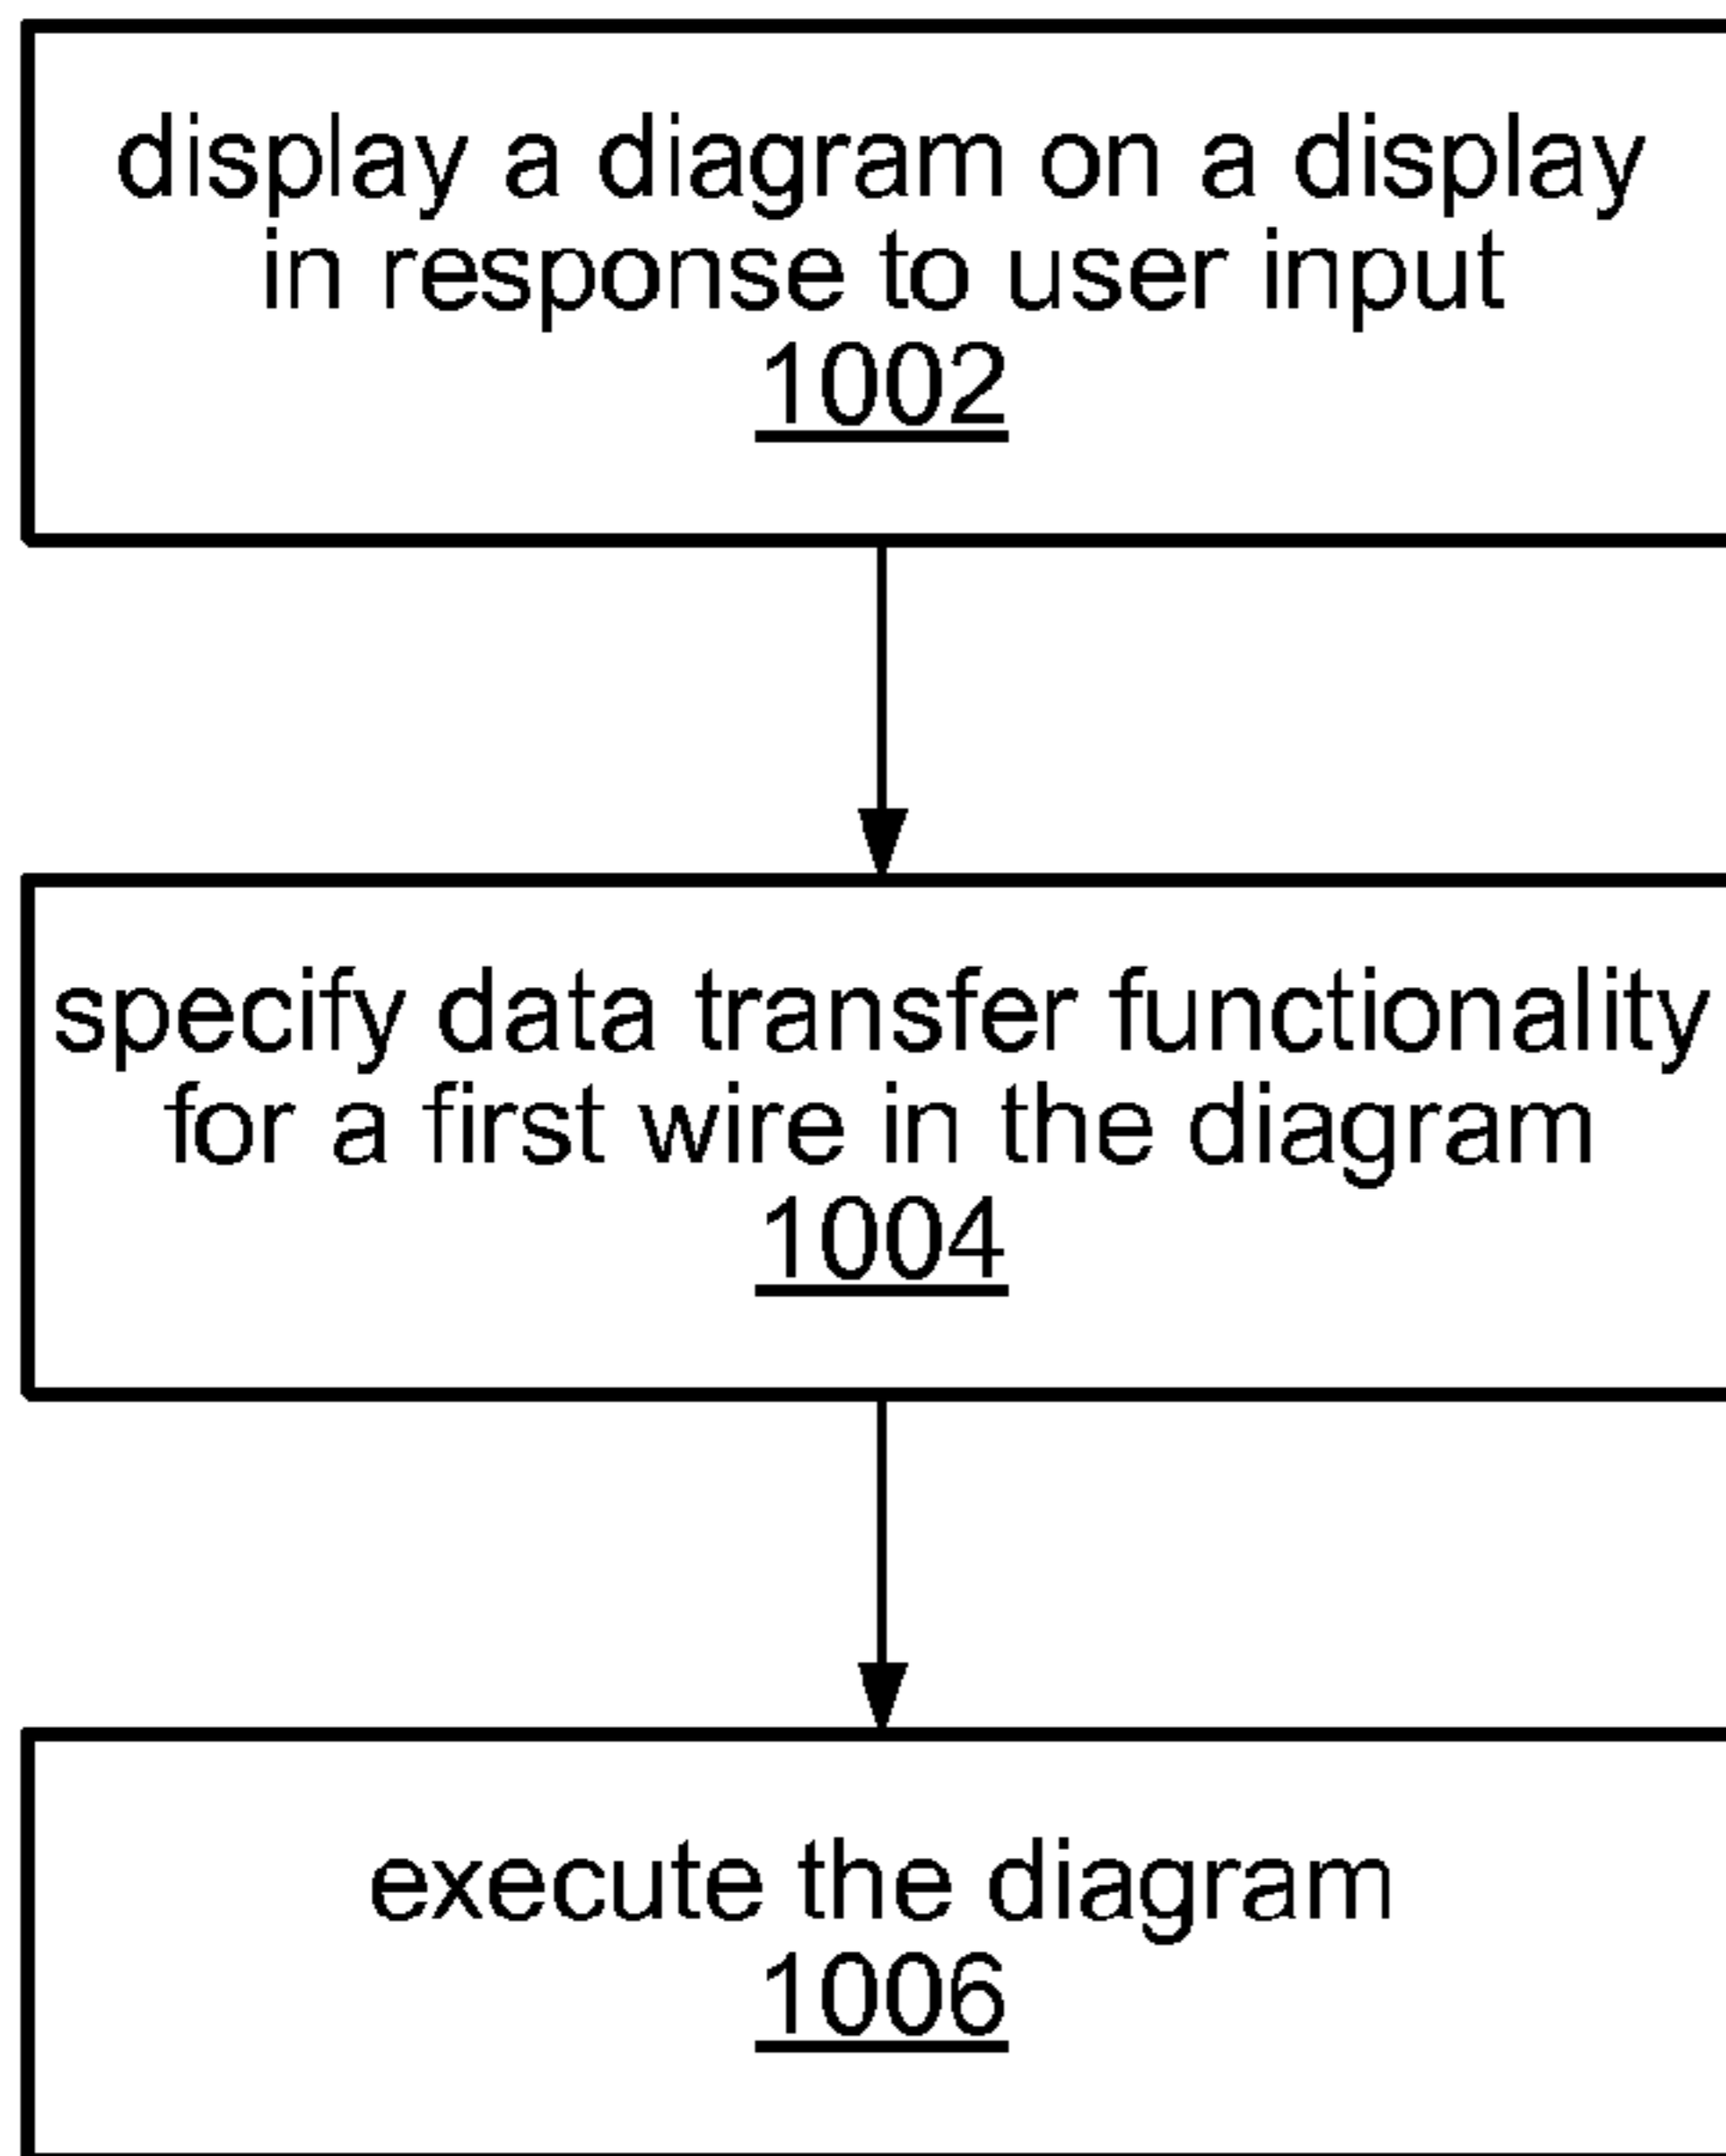 display a diagram on a display
in response to user input
1002
specify data transfer functionality
for a first wire in the diagram
1004
execute the diagram
1006